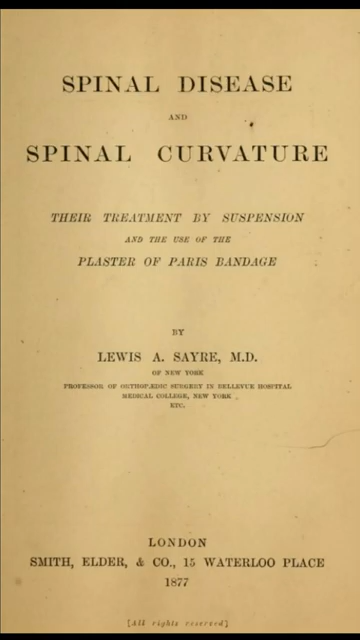 SPINAL DISEASE
AND
SPINAL CURVATURE
THEIR TREATMENT BY SUSPENSION
AND THE USE OF THE
PLASTER OF PARIS BANDAGE
BY
LEWIS A. SAYRE, M.D.
OF NEW YORK
PROFESSOR OF ORTHOPÆDIC SURGERY IN BELLEVUE HOSPITAL
MEDICAL COLLEGE, NEW YORK
ETC.
LONDON
SMITH, ELDER, & CO., 15 WATERLOO PLACE
1877
[All rights reserved]